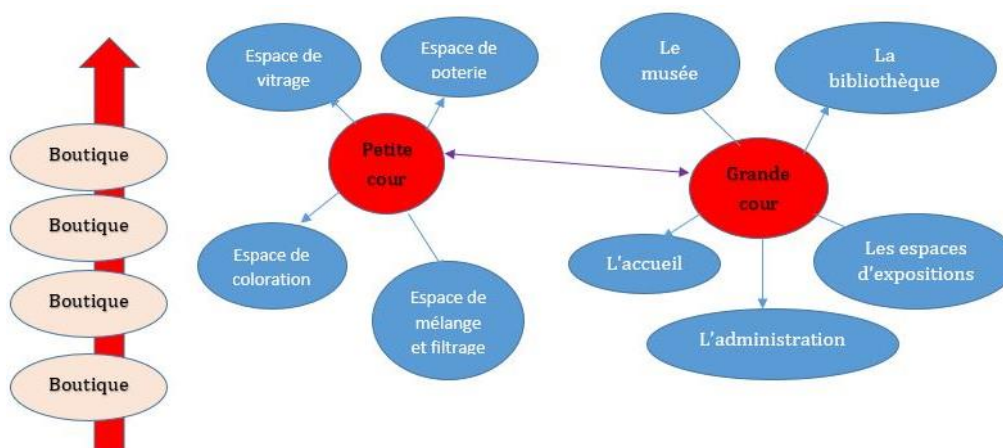 Boutique
Boutique
Boutique
Boutique
Espace de
vitrage
Espace de
poterie
Petite
cour
Espace de
coloration
Espace de
mélange
et filtrage
Le
musée
La
bibliothèque
Grande
cour
L'accueil
Les espaces
d'expositions
L'administration